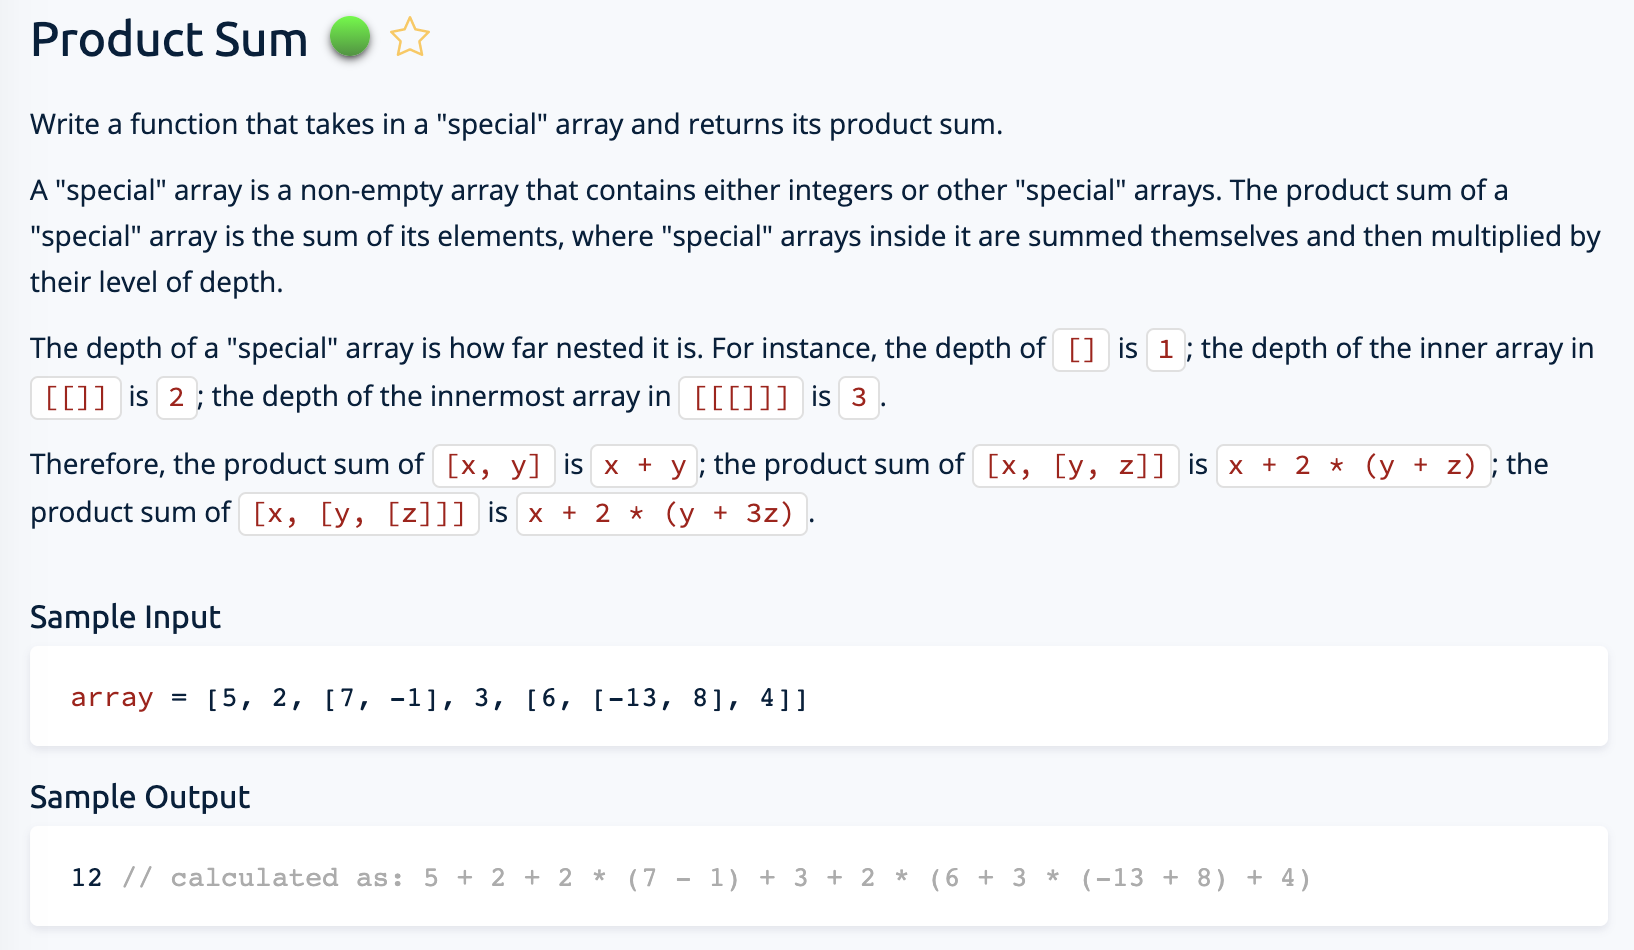 Product Sum
Write a function that takes in a "special" array and returns its product sum.
A "special" array is a non-empty array that contains either integers or other "special" arrays. The product sum of a
"special" array is the sum of its elements, where "special" arrays inside it are summed themselves and then multiplied by
their level of depth.
The depth of a "special" array is how far nested it is. For instance, the depth of [] is 1; the depth of the inner array in
[[]] is 2; the depth of the innermost array in [[[]]] is 3.
Therefore, the product sum of [x, y] is x + y; the product sum of [x, [y, z]] is x + 2 * (y + z); the
product sum of [x, [y, [z]]] is x + 2 * (y + 3z).
Sample Input
array = [5, 2, [7, -1], 3, [6, [-13, 8], 4]]
Sample Output
12 // calculated as: 5 + 2 + 2 * (7 - 1) + 3 + 2 * (6 + 3 * (-13 + 8) + 4)